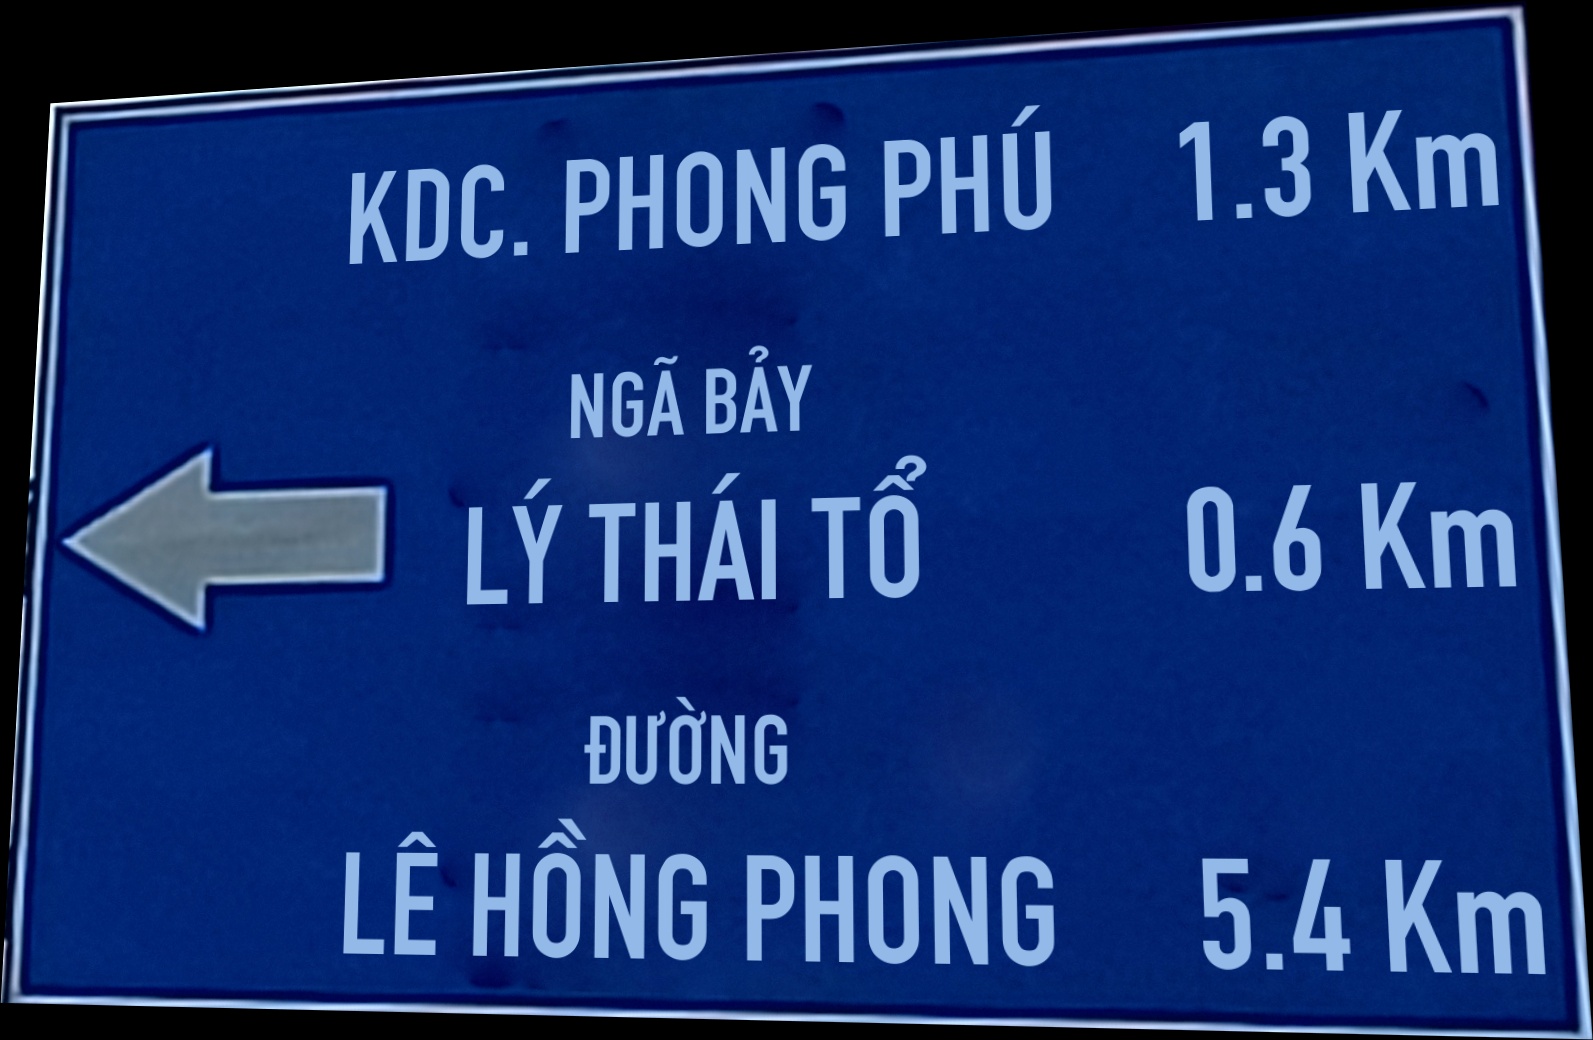 KDC. PHONG PHÚ 1.3 Km
NGÃ BẢY
LÝ THÁI TỔ 0.6 Km
ĐƯỜNG
LÊ HỒNG PHONG 5.4 Km